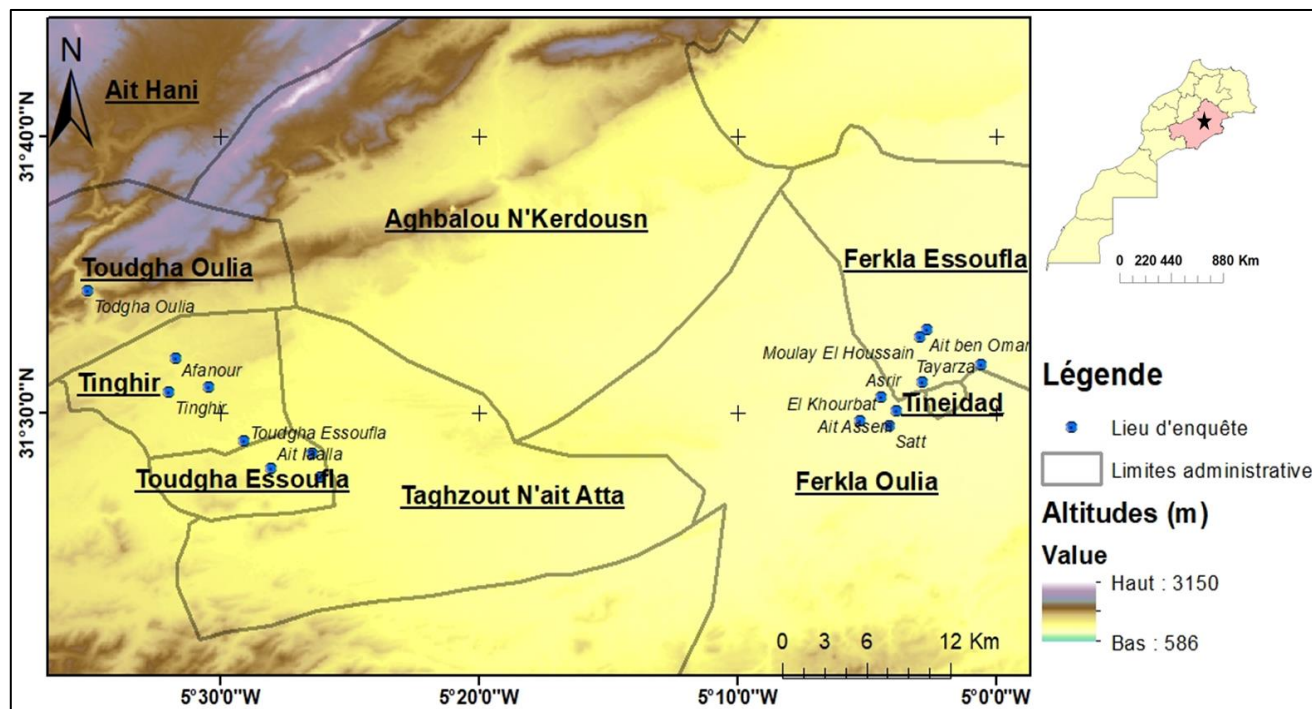 N
Ait Hani
Aghbalou N'Kerdousn
Toudgha Oulia
Todgha Oulia
Ferkla Essoufla
Afanour
Tinghir
Tinghir
Moulay El Houssain
Ait ben Omar
Tayarza
Asrir
Tinejdad
El Khourbat
Ait Assem
Satt
Toudgha Essoufla
Ait Iaalla
Toudgha Essoufla
Taghzout N'ait Atta
Ferkla Oulia
0 3 6 12 Km
31°40'0"N
31°30'0"N
5°30'0"W
5°20'0"W
5°10'0"W
5°0'0"W
0 220 440 880 Km
Légende
Lieu d'enquête
Limites administrative
Altitudes (m)
Value
Haut : 3150
Bas : 586